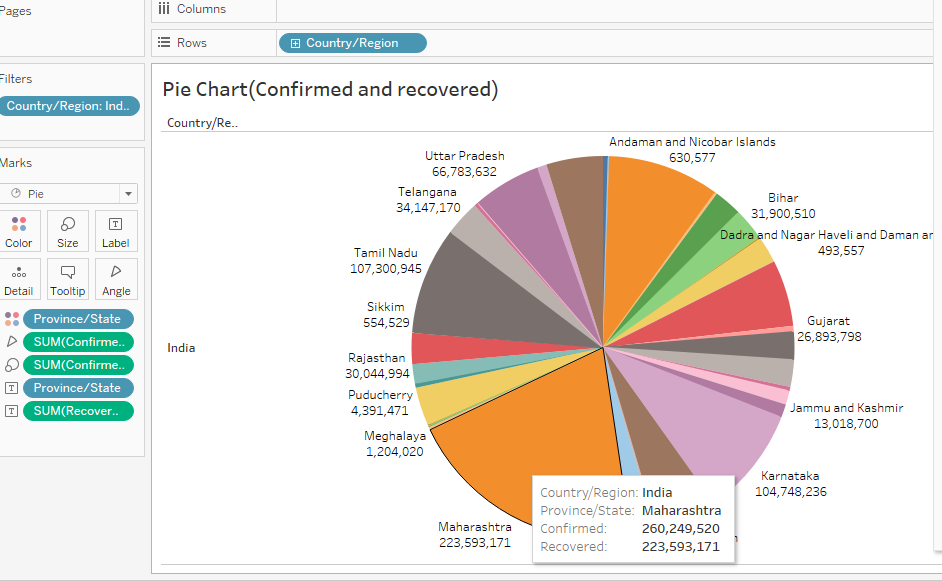 Pages
Columns
Rows
Country/Region
Filters
Country/Region: Ind..
Marks
Pie
Color
Size
Label
Detail
Tooltip
Angle
Province/State
SUM(Confirme..
SUM(Confirme..
Province/State
SUM(Recover..
Pie Chart(Confirmed and recovered)
Country/Re..
India
Andaman and Nicobar Islands
630,577
Bihar
31,900,510
Dadra and Nagar Haveli and Daman ar
493,557
Gujarat
26,893,798
Jammu and Kashmir
13,018,700
Karnataka
104,748,236
Uttar Pradesh
66,783,632
Telangana
34,147,170
Tamil Nadu
107,300,945
Sikkim
554,529
Rajasthan
30,044,994
Puducherry
4,391,471
Meghalaya
1,204,020
Maharashtra
223,593,171
Country/Region: India
Province/State: Maharashtra
Confirmed: 260,249,520
Recovered: 223,593,171